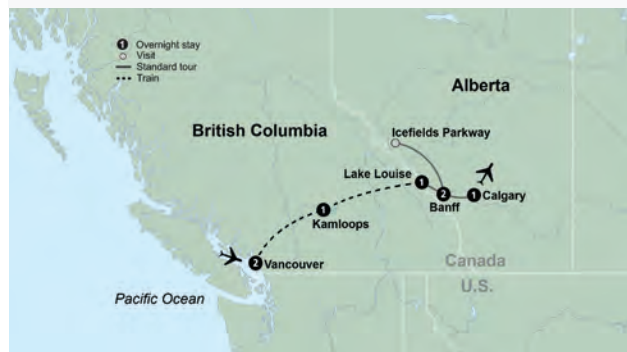 1 Overnight stay
Visit
Standard tour
Train
Alberta
British Columbia
Icefields Parkway
Lake Louise
1
2
1 Calgary
Banff
1
Kamloops
2 Vancouver
Canada
U.S.
Pacific Ocean